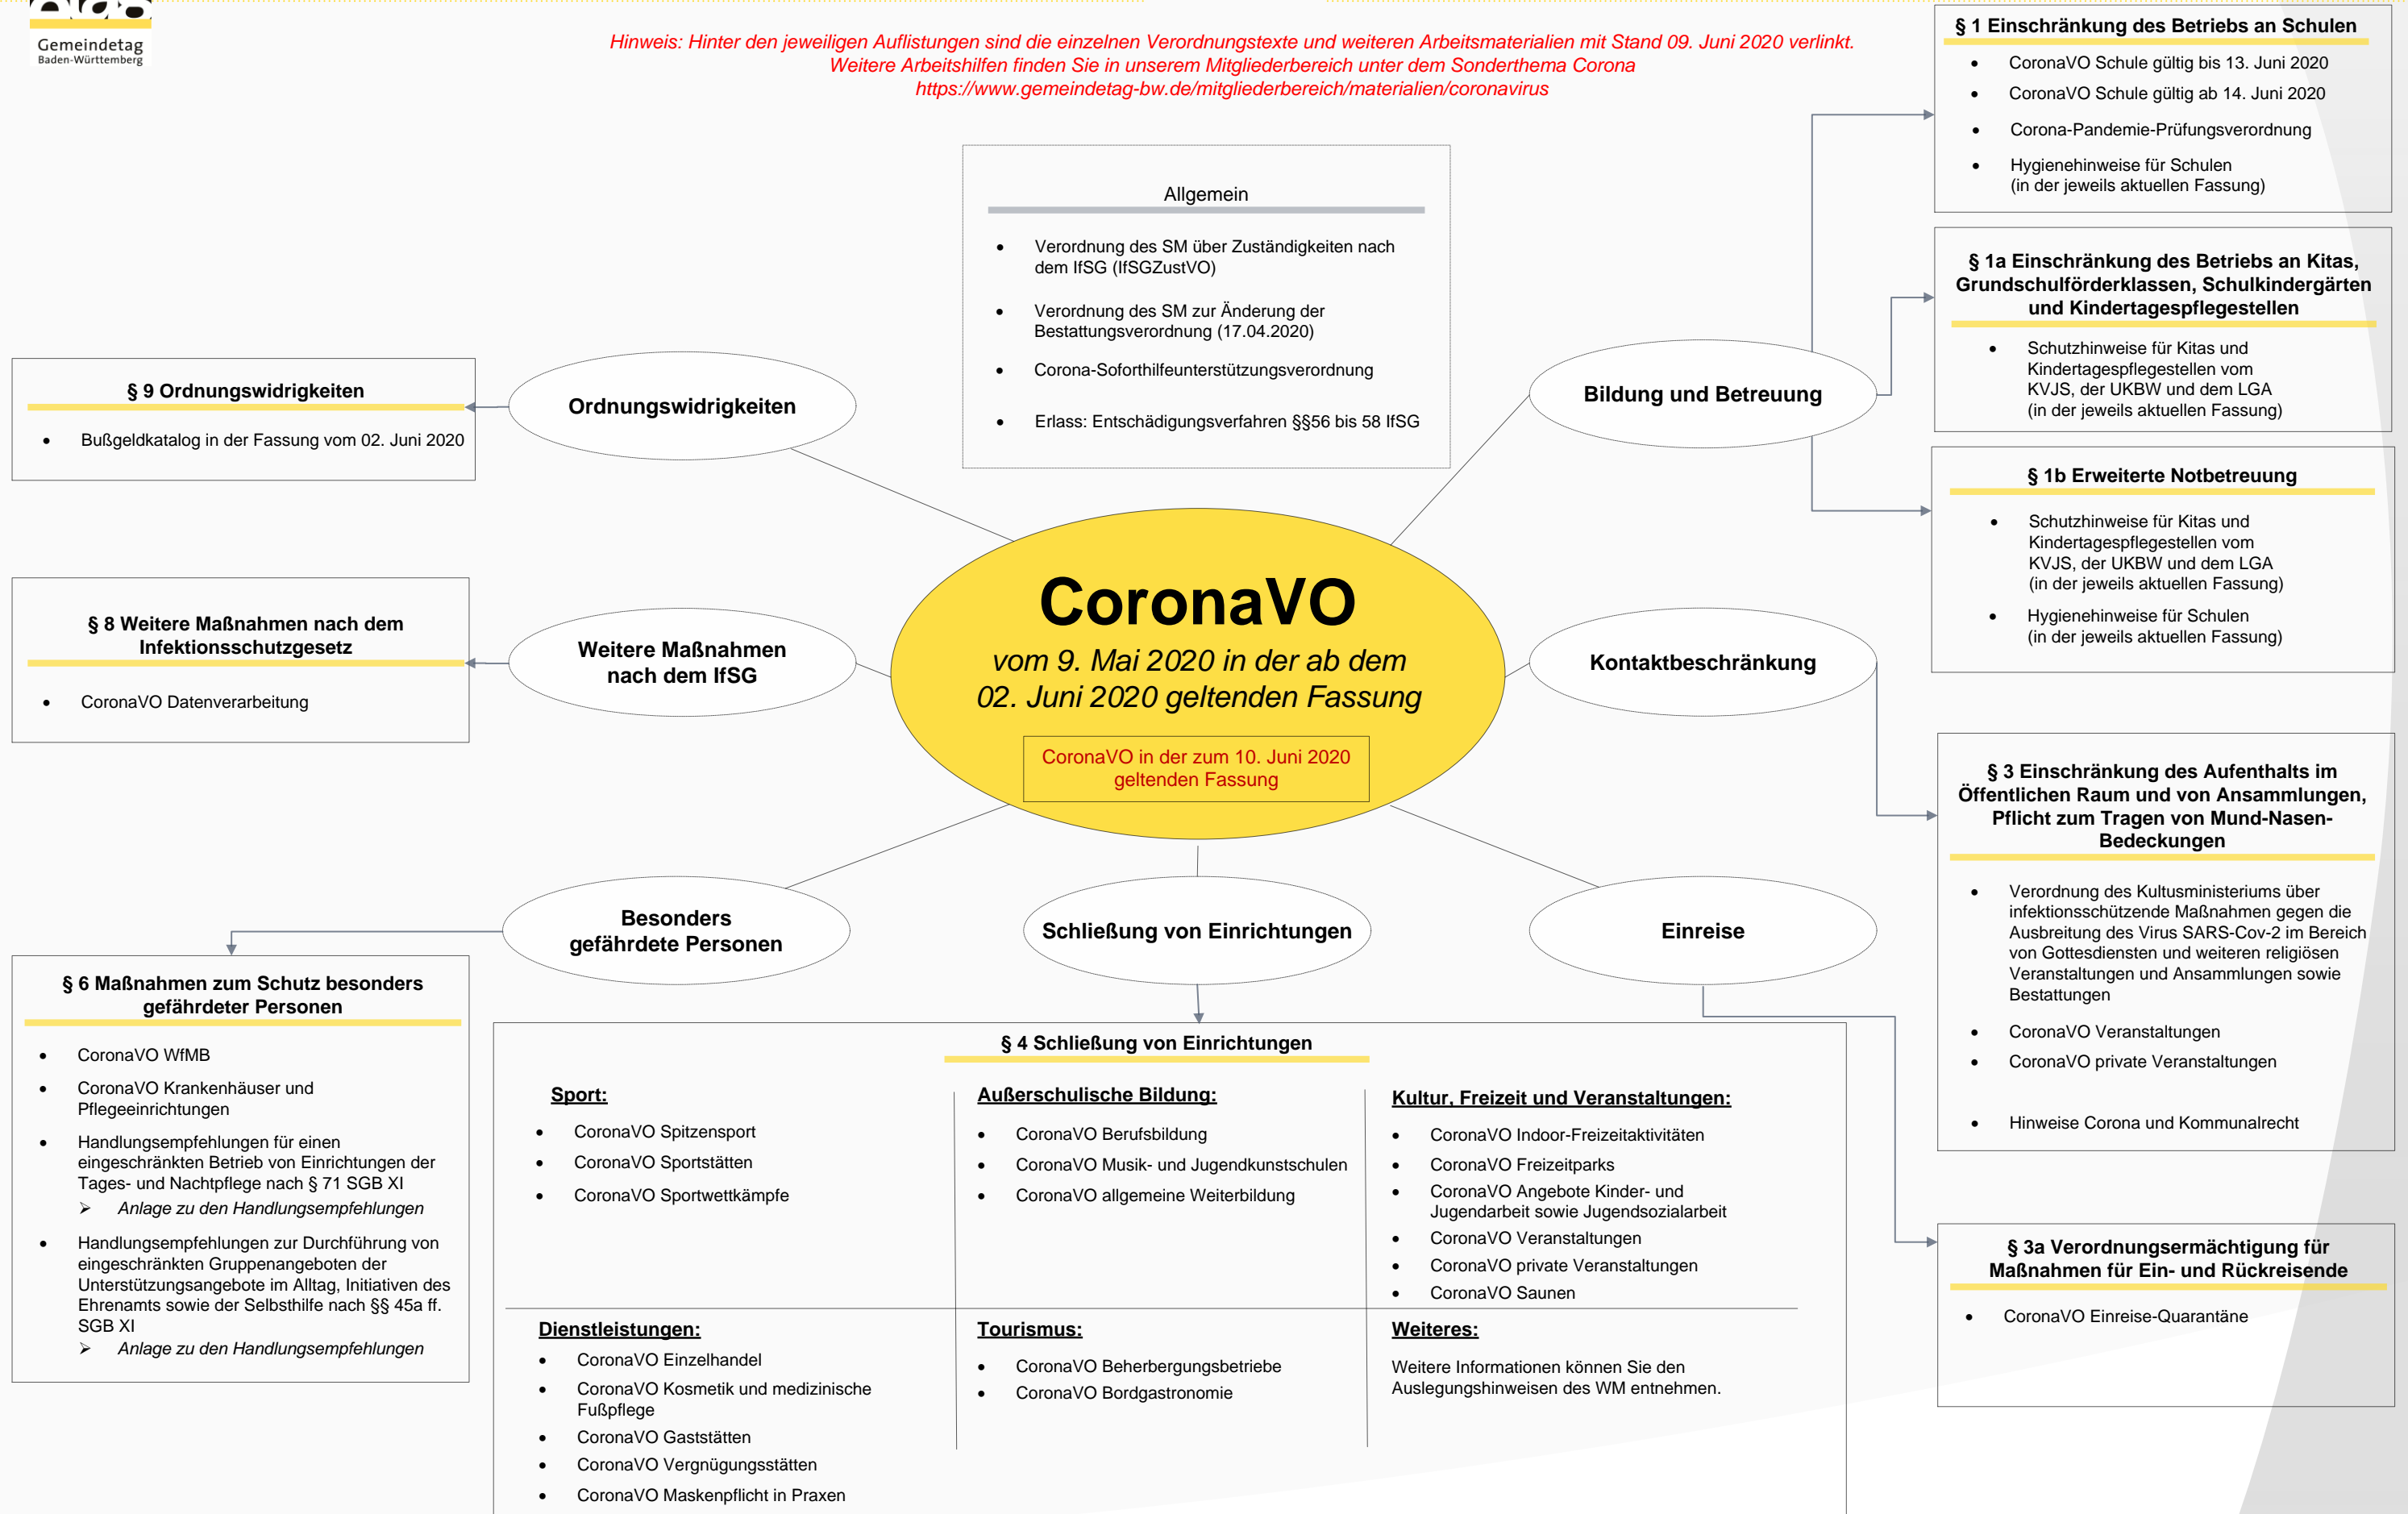 Gemeindetag
Baden-Württemberg
Hinweis: Hinter den jeweiligen Auflistungen sind die einzelnen Verordnungstexte und weiteren Arbeitsmaterialien mit Stand 09. Juni 2020 verlinkt.
Weitere Arbeitshilfen finden Sie in unserem Mitgliederbereich unter dem Sonderthema Corona
https://www.gemeindetag-bw.de/mitgliederbereich/materialien/coronavirus
Allgemein
• Verordnung des SM über Zuständigkeiten nach
dem IfSG (IfSGZustVO)
• Verordnung des SM zur Änderung der
Bestattungsverordnung (17.04.2020)
• Corona-Soforthilfeunterstützungsverordnung
• Erlass: Entschädigungsverfahren §§56 bis 58 IfSG
§ 1 Einschränkung des Betriebs an Schulen
• CoronaVO Schule gültig bis 13. Juni 2020
• CoronaVO Schule gültig ab 14. Juni 2020
• Corona-Pandemie-Prüfungsverordnung
• Hygienehinweise für Schulen
(in der jeweils aktuellen Fassung)
§ 1a Einschränkung des Betriebs an Kitas,
Grundschulförderklassen, Schulkindergärten
und Kindertagespflegestellen
• Schutzhinweise für Kitas und
Kindertagespflegestellen vom
KVJS, der UKBW und dem LGA
(in der jeweils aktuellen Fassung)
§ 1b Erweiterte Notbetreuung
• Schutzhinweise für Kitas und
Kindertagespflegestellen vom
KVJS, der UKBW und dem LGA
(in der jeweils aktuellen Fassung)
• Hygienehinweise für Schulen
(in der jeweils aktuellen Fassung)
Bildung und Betreuung
Ordnungswidrigkeiten
§ 9 Ordnungswidrigkeiten
• Bußgeldkatalog in der Fassung vom 02. Juni 2020
§ 8 Weitere Maßnahmen nach dem
Infektionsschutzgesetz
• CoronaVO Datenverarbeitung
Weitere Maßnahmen
nach dem IfSG
CoronaVO
vom 9. Mai 2020 in der ab dem
02. Juni 2020 geltenden Fassung
CoronaVO in der zum 10. Juni 2020
geltenden Fassung
Kontaktbeschränkung
§ 3 Einschränkung des Aufenthalts im
Öffentlichen Raum und von Ansammlungen,
Pflicht zum Tragen von Mund-Nasen-
Bedeckungen
• Verordnung des Kultusministeriums über
infektionsschützende Maßnahmen gegen die
Ausbreitung des Virus SARS-Cov-2 im Bereich
von Gottesdiensten und weiteren religiösen
Veranstaltungen und Ansammlungen sowie
Bestattungen
• CoronaVO Veranstaltungen
• CoronaVO private Veranstaltungen
• Hinweise Corona und Kommunalrecht
Besonders
gefährdete Personen
Schließung von Einrichtungen
Einreise
§ 6 Maßnahmen zum Schutz besonders
gefährdeter Personen
• CoronaVO WfMB
• CoronaVO Krankenhäuser und
Pflegeeinrichtungen
• Handlungsempfehlungen für einen
eingeschränkten Betrieb von Einrichtungen der
Tages- und Nachtpflege nach § 71 SGB XI
➢ Anlage zu den Handlungsempfehlungen
• Handlungsempfehlungen zur Durchführung von
eingeschränkten Gruppenangeboten der
Unterstützungsangebote im Alltag, Initiativen des
Ehrenamts sowie der Selbsthilfe nach §§ 45a ff.
SGB XI
➢ Anlage zu den Handlungsempfehlungen
§ 4 Schließung von Einrichtungen
Sport:
• CoronaVO Spitzensport
• CoronaVO Sportstätten
• CoronaVO Sportwettkämpfe
Außerschulische Bildung:
• CoronaVO Berufsbildung
• CoronaVO Musik- und Jugendkunstschulen
• CoronaVO allgemeine Weiterbildung
Kultur, Freizeit und Veranstaltungen:
• CoronaVO Indoor-Freizeitaktivitäten
• CoronaVO Freizeitparks
• CoronaVO Angebote Kinder- und
Jugendarbeit sowie Jugendsozialarbeit
• CoronaVO Veranstaltungen
• CoronaVO private Veranstaltungen
• CoronaVO Saunen
Dienstleistungen:
• CoronaVO Einzelhandel
• CoronaVO Kosmetik und medizinische
Fußpflege
• CoronaVO Gaststätten
• CoronaVO Vergnügungsstätten
• CoronaVO Maskenpflicht in Praxen
Tourismus:
• CoronaVO Beherbergungsbetriebe
• CoronaVO Bordgastronomie
Weiteres:
Weitere Informationen können Sie den
Auslegungshinweisen des WM entnehmen.
§ 3a Verordnungsermächtigung für
Maßnahmen für Ein- und Rückreisende
• CoronaVO Einreise-Quarantäne